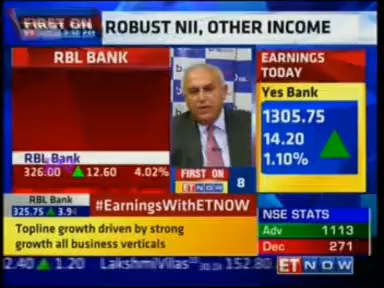 FIRST ON
ROBUST NII, OTHER INCOME
RBL BANK
RBL Bank
326.00 12.60 4.02%
FIRST ON
ET NOW
8
EARNINGS
TODAY
Yes Bank
1305.75
14.20
1.10%
RBL Bank
325.75 3.9
#EarningsWithETNOW
Topline growth driven by strong
growth all business verticals
NSE STATS
Adv 1113
Dec 271
2.40 1.20 LakshmiVilas 152.80
ET NOW